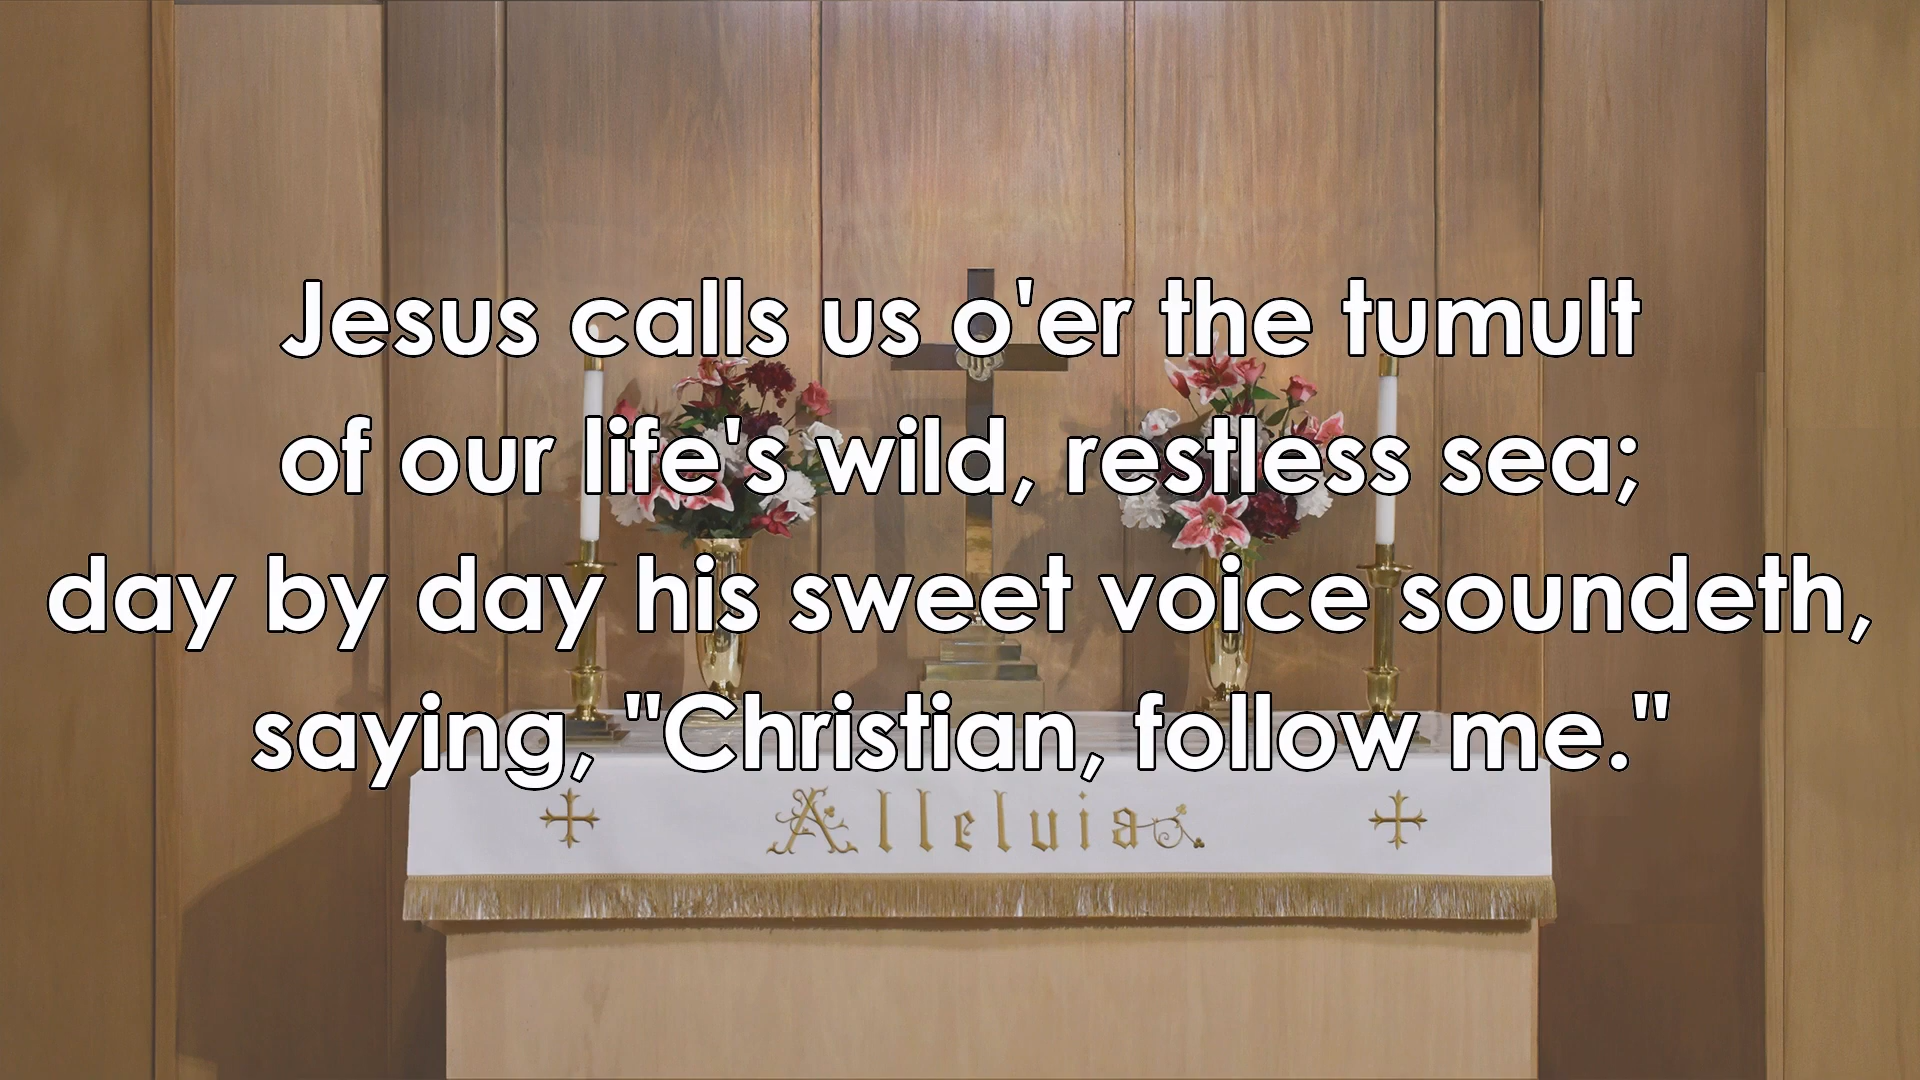 Jesus calls us o'er the tumult
of our life's wild, restless sea;
day by day his sweet voice soundeth,
saying, "Christian, follow me."
Alleluia